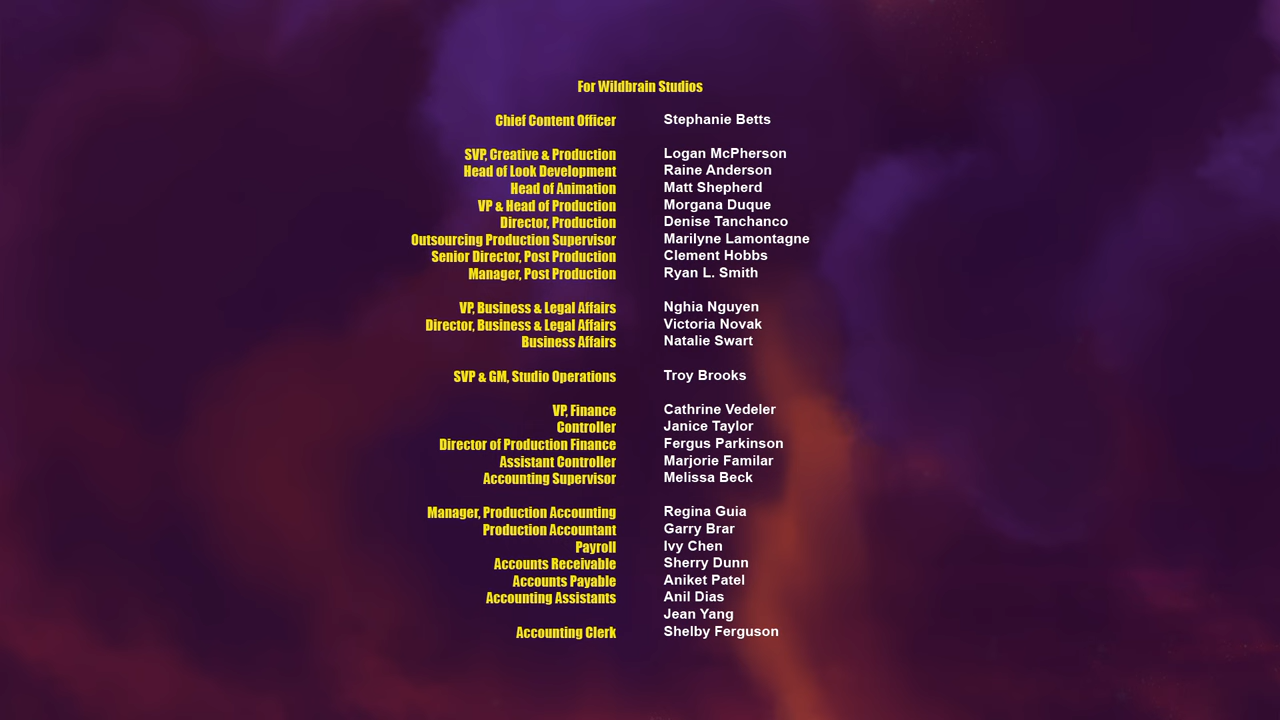 For Wildbrain Studios
Chief Content Officer Stephanie Betts
SVP, Creative & Production Logan McPherson
Head of Look Development Raine Anderson
Head of Animation Matt Shepherd
VP & Head of Production Morgana Duque
Director, Production Denise Tanchanco
Outsourcing Production Supervisor Marilyne Lamontagne
Senior Director, Post Production Clement Hobbs
Manager, Post Production Ryan L. Smith
VP, Business & Legal Affairs Nghia Nguyen
Director, Business & Legal Affairs Victoria Novak
Business Affairs Natalie Swart
SVP & GM, Studio Operations Troy Brooks
VP, Finance Cathrine Vedeler
Controller Janice Taylor
Director of Production Finance Fergus Parkinson
Assistant Controller Marjorie Familar
Accounting Supervisor Melissa Beck
Manager, Production Accounting Regina Guia
Production Accountant Garry Brar
Payroll Ivy Chen
Accounts Receivable Sherry Dunn
Accounts Payable Aniket Patel
Accounting Assistants Anil Dias
Jean Yang
Accounting Clerk Shelby Ferguson